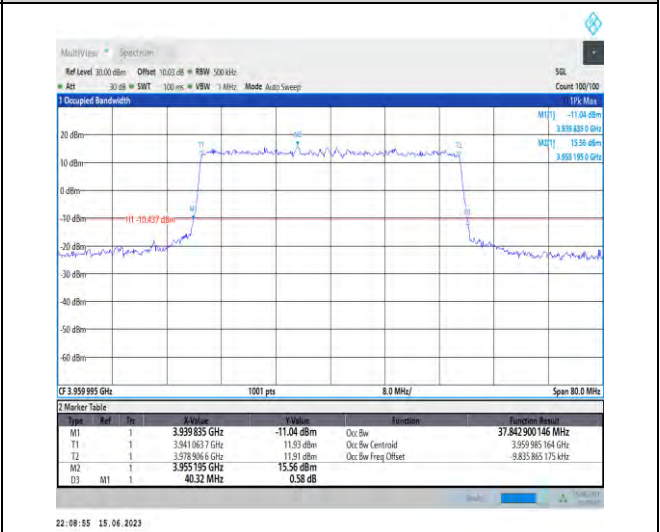 MultiView Spectrum
Ref Level 30.00 dBm Offset 10.03 dB RBW 500 kHz SGL
Att 30 dB SWT 100 ms VBW 1 MHz Mode Auto Sweep Count 100/100
1 Occupied Bandwidth 1Pk Max
M1[1] -11.04 dBm
3.939 835 0 GHz
M2[1] 15.56 dBm
3.955 195 0 GHz
20 dBm
T1 M2 T2
10 dBm
0 dBm
M1 D3
-10 dBm H1 -10.437 dBm
-20 dBm
-30 dBm
-40 dBm
-50 dBm
-60 dBm
CF 3.959 995 GHz 1001 pts 8.0 MHz/ Span 80.0 MHz
2 Marker Table
Type Ref Trc X-Value Y-Value Function Function Result
M1 1 3.939 835 GHz -11.04 dBm Occ Bw 37.842 900 146 MHz
T1 1 3.941 063 7 GHz 11.93 dBm Occ Bw Centroid 3.959 985 164 GHz
T2 1 3.978 906 6 GHz 11.91 dBm Occ Bw Freq Offset -9.835 865 175 kHz
M2 1 3.955 195 GHz 15.56 dBm
D3 M1 1 40.32 MHz 0.58 dB
22:08:55 15.06.2023